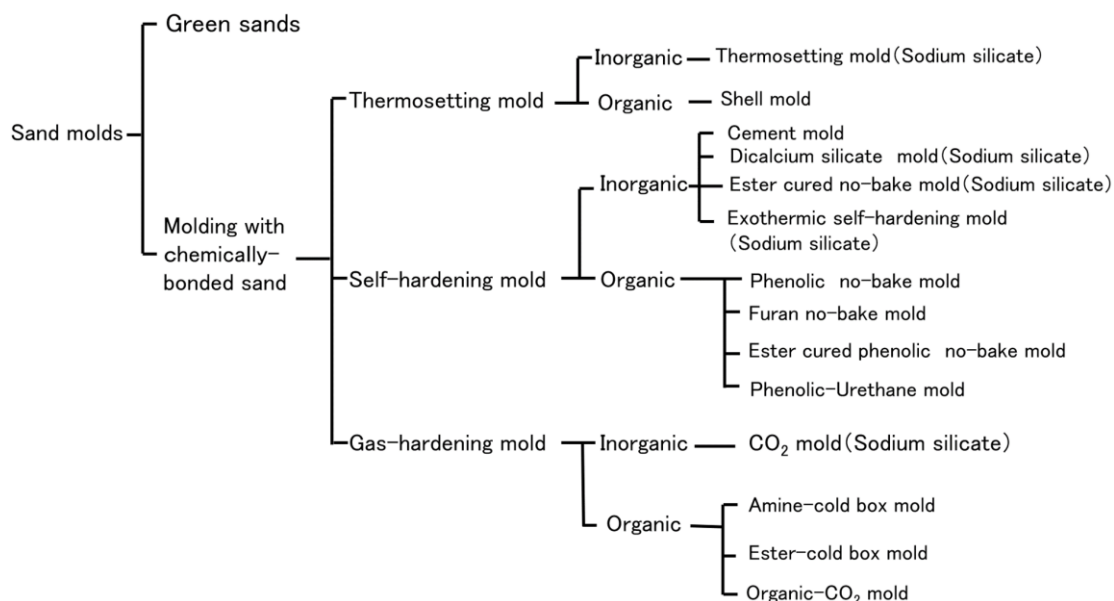 Green sands
Inorganic
Thermosetting mold(Sodium silicate)
Thermosetting mold
Organic
Shell mold
Sand molds
Cement mold
Dicalcium silicate mold(Sodium silicate)
Inorganic
Ester cured no-bake mold(Sodium silicate)
Exothermic self-hardening mold
(Sodium silicate)
Molding with
chemically-
bonded sand
Self-hardening mold
Organic
Phenolic no-bake mold
Furan no-bake mold
Ester cured phenolic no-bake mold
Phenolic-Urethane mold
Gas-hardening mold
Inorganic
CO₂ mold(Sodium silicate)
Organic
Amine-cold box mold
Ester-cold box mold
Organic-CO₂ mold